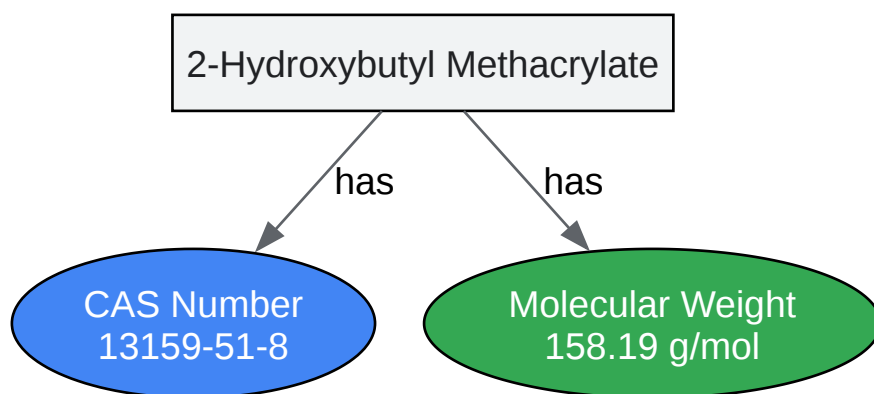 2-Hydroxybutyl Methacrylate
has
has
CAS Number
13159-51-8
Molecular Weight
158.19 g/mol